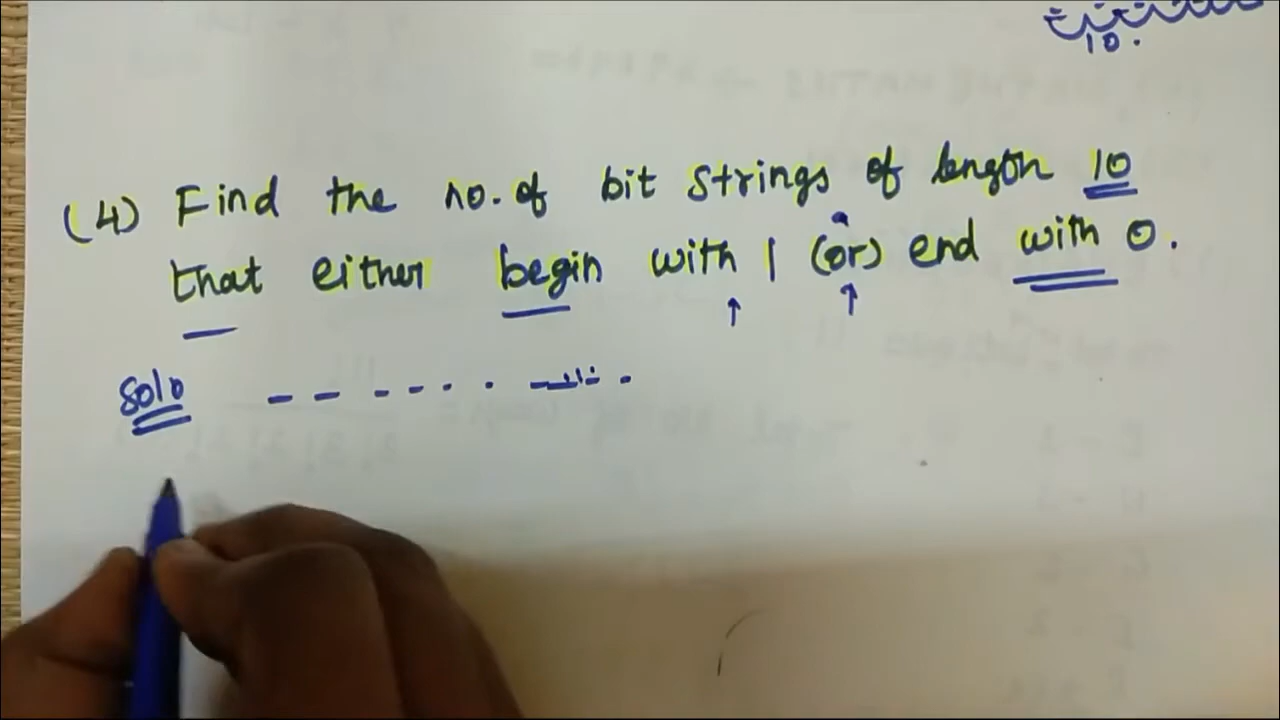 10.
(4) Find the no. of bit strings of length 10
that either begin with 1 (or) end with 0.
Soln